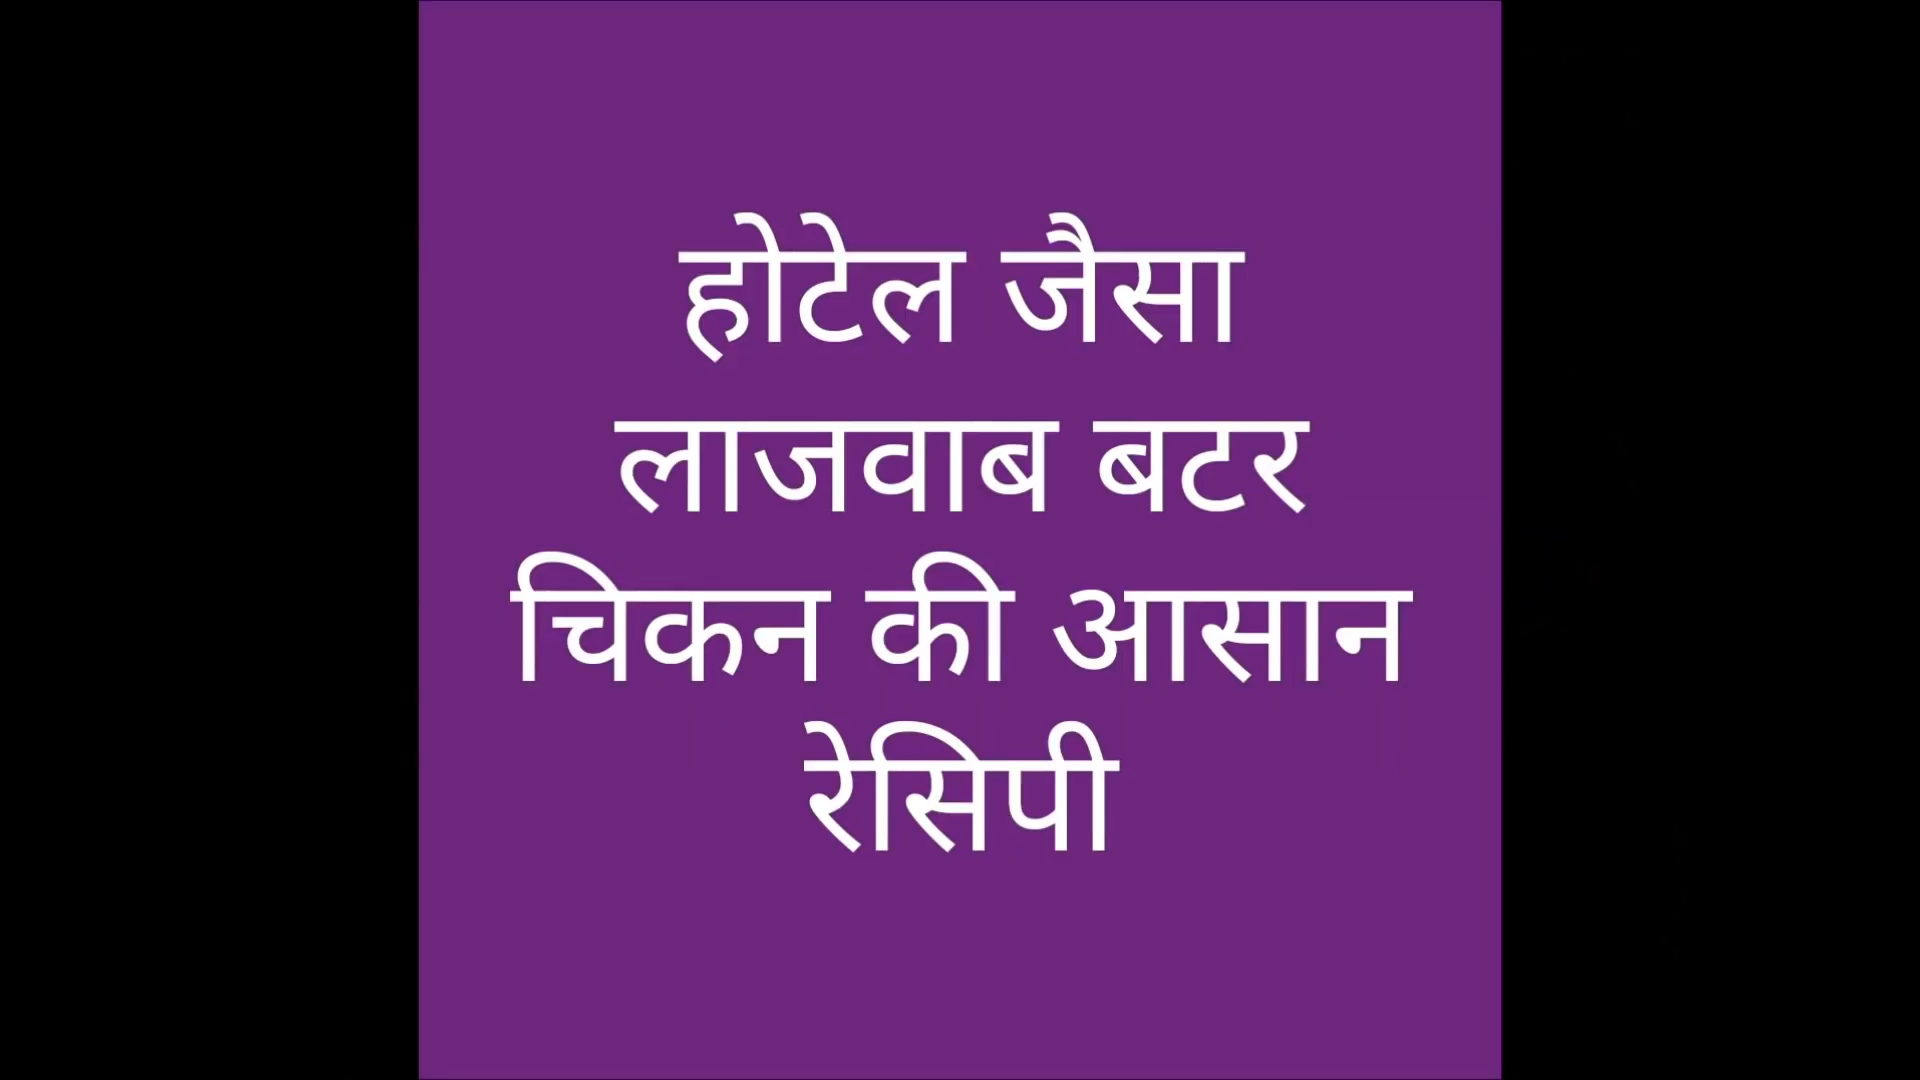 होटेल जैसा
लाजवाब बटर
चिकन की आसान
रेसिपी